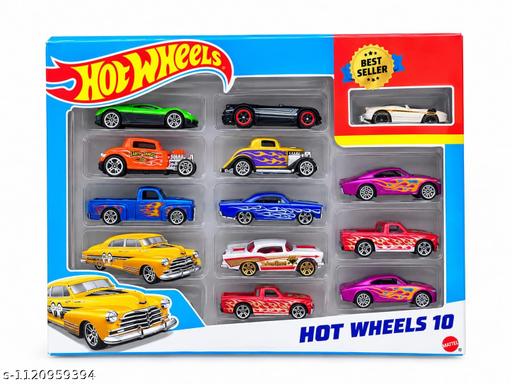 HOT WHEELS
BEST
SELLER
HOT WHEELS 10
MATTEL
S-1120959394